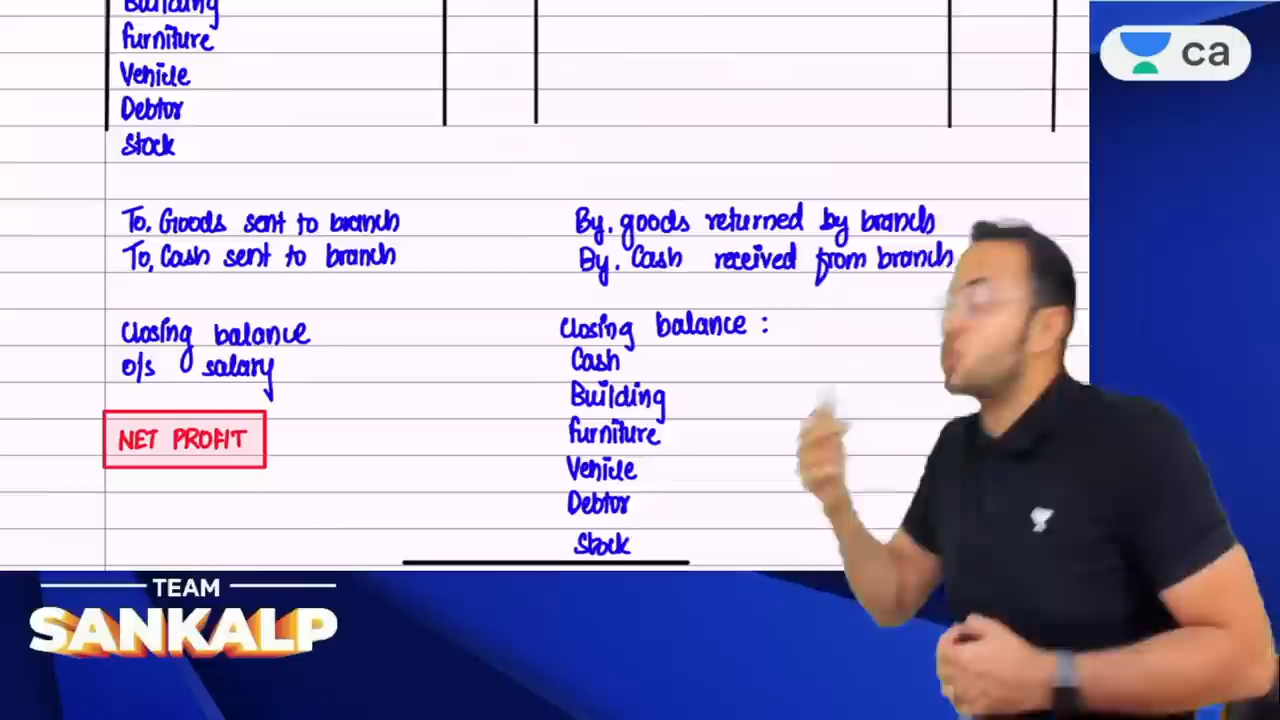 Building
Furniture
Vehicle
Debtor
Stock
To, Goods sent to branch
To, Cash sent to branch
Closing balance
o/s salary
NET PROFIT
By. goods returned by branch
By. Cash received from branch
Closing balance :
Cash
Building
furniture
Vehicle
Debtor
Stock
ca
TEAM
SANKALP